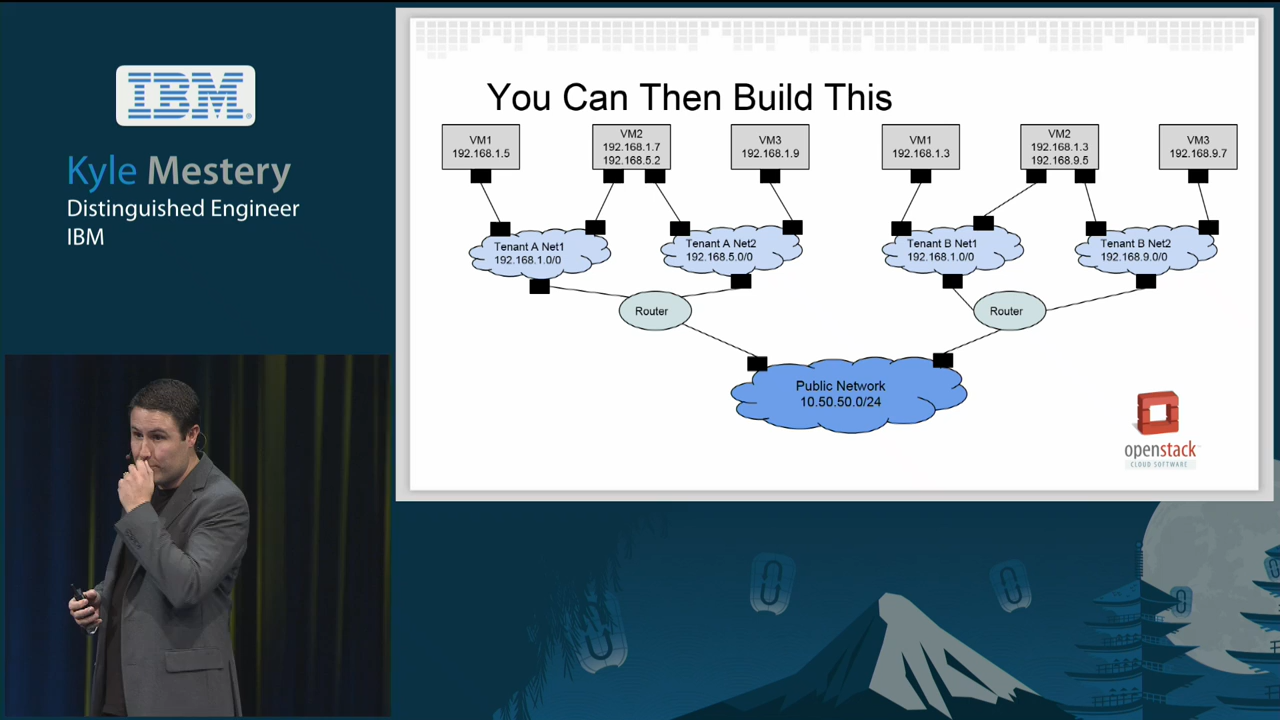 IBM
Kyle Mestery
Distinguished Engineer
IBM
You Can Then Build This
VM1
192.168.1.5
VM2
192.168.1.7
192.168.5.2
VM3
192.168.1.9
VM1
192.168.1.3
VM2
192.168.1.3
192.168.9.5
VM3
192.168.9.7
Tenant A Net1
192.168.1.0/0
Tenant A Net2
192.168.5.0/0
Tenant B Net1
192.168.1.0/0
Tenant B Net2
192.168.9.0/0
Router
Router
Public Network
10.50.50.0/24
openstack
CLOUD SOFTWARE